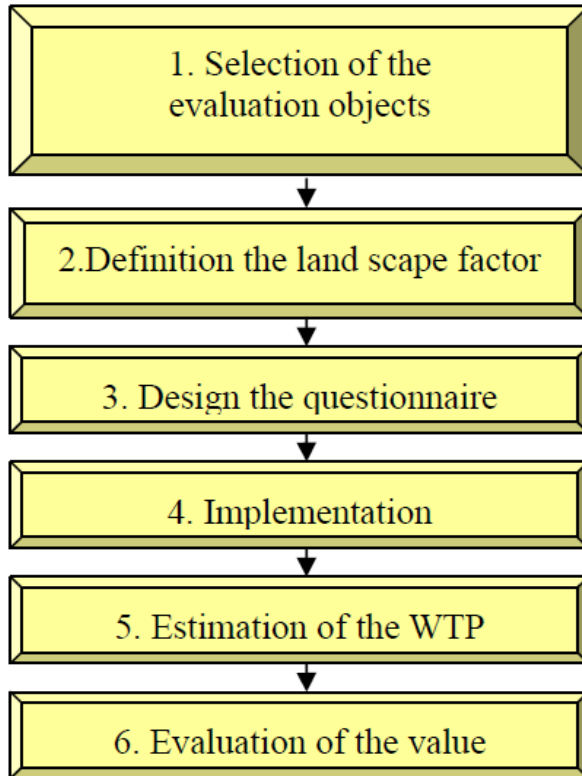 1. Selection of the
evaluation objects
2.Definition the land scape factor
3. Design the questionnaire
4. Implementation
5. Estimation of the WTP
6. Evaluation of the value